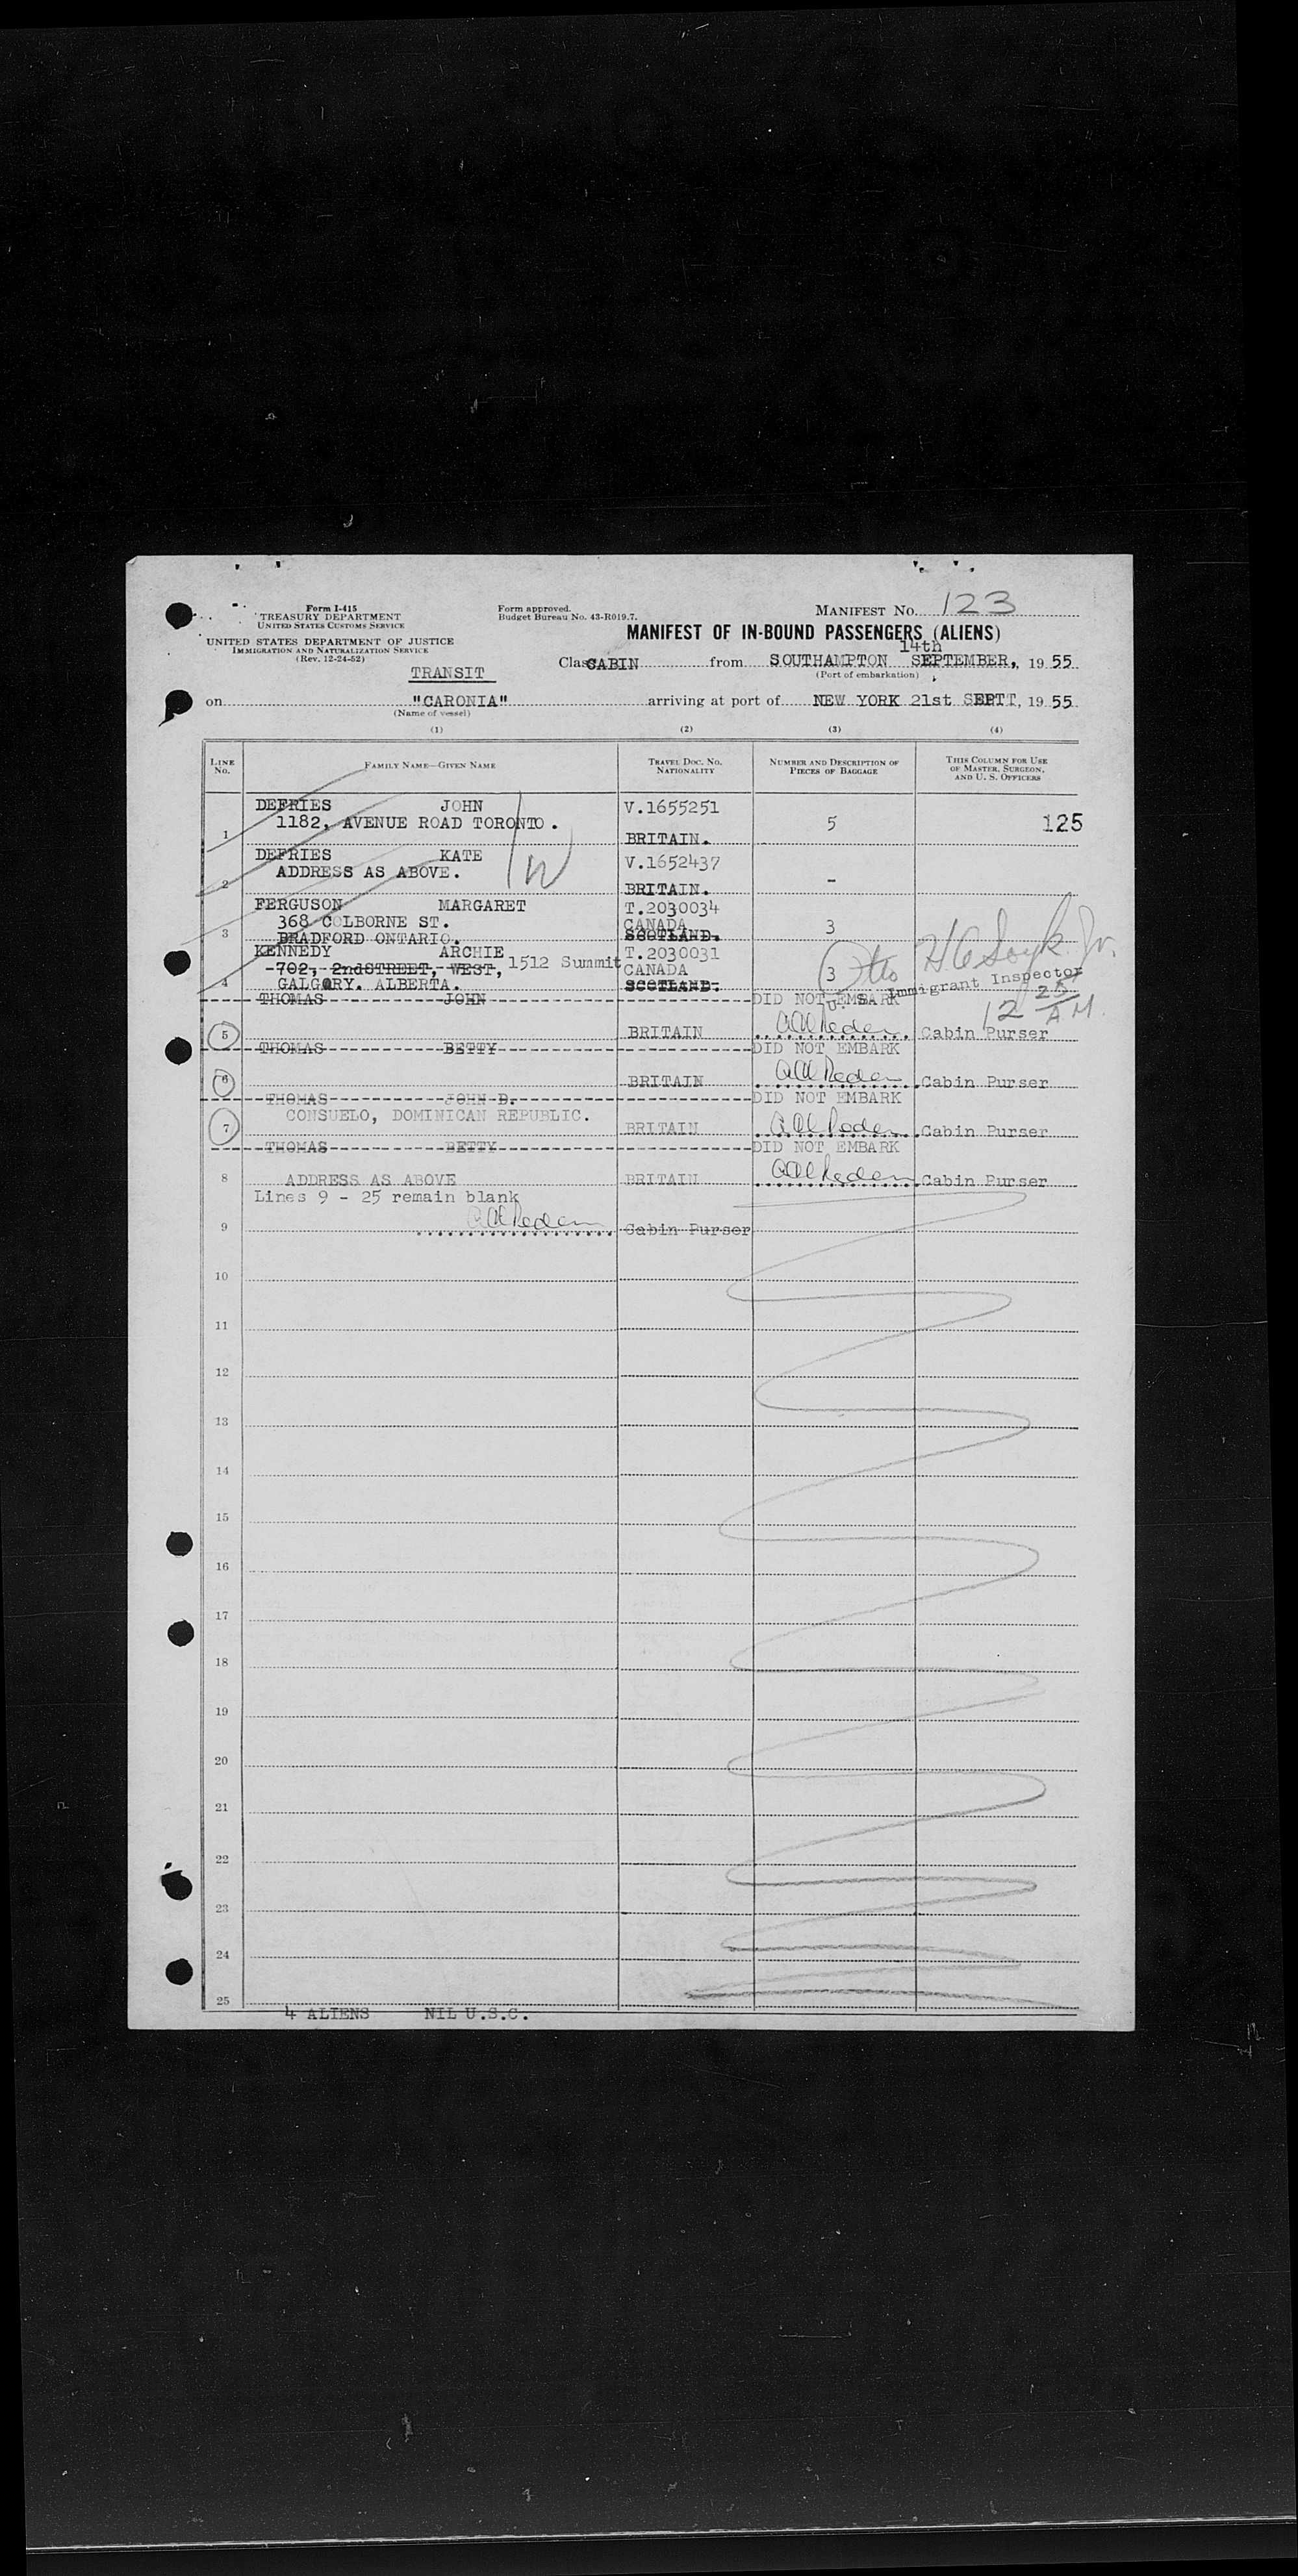 Form I-415
TREASURY DEPARTMENT
UNITED STATES CUSTOMS SERVICE
UNITED STATES DEPARTMENT OF JUSTICE
IMMIGRATION AND NATURALIZATION SERVICE
(Rev. 12-24-52)
Form approved.
Budget Bureau No. 43-R019.7.
MANIFEST No. 123
MANIFEST OF IN-BOUND PASSENGERS (ALIENS)
14th
TRANSIT
Class CABIN from SOUTHAMPTON SEPTEMBER, 19 55
(Port of embarkation)
on "CARONIA" arriving at port of NEW YORK 21st SEPT, 19 55
(Name of vessel)
(1) (2) (3) (4)
LINE No. FAMILY NAME—GIVEN NAME TRAVEL DOC. NO. NATIONALITY NUMBER AND DESCRIPTION OF PIECES OF BAGGAGE THIS COLUMN FOR USE OF MASTER, SURGEON, AND U. S. OFFICERS
DEFRIES JOHN V.1655251
1182, AVENUE ROAD TORONTO. 5 125
1 BRITAIN.
DEFRIES KATE V.1652437
ADDRESS AS ABOVE. W -
2 BRITAIN.
FERGUSON MARGARET T.2030034
368 COLBORNE ST. CANADA 3
3 BRADFORD ONTARIO. SCOTLAND.
KENNEDY ARCHIE T.2030031
702, 2ndSTREET, WEST, 1512 Summit CANADA 3
4 GALGARY. ALBERTA. SCOTLAND.
U. S. Immigrant Inspector
12 25 AM.
THOMAS JOHN DID NOT EMBARK
5 BRITAIN Cabin Purser
THOMAS BETTY DID NOT EMBARK
6 BRITAIN Cabin Purser
THOMAS JOHN D. DID NOT EMBARK
CONSUELO, DOMINICAN REPUBLIC.
7 BRITAIN Cabin Purser
THOMAS BETTY DID NOT EMBARK
8 ADDRESS AS ABOVE BRITAIN Cabin Purser
Lines 9 - 25 remain blank
9 Cabin Purser
10
11
12
13
14
15
16
17
18
19
20
21
22
23
24
25
4 ALIENS NIL U.S.C.